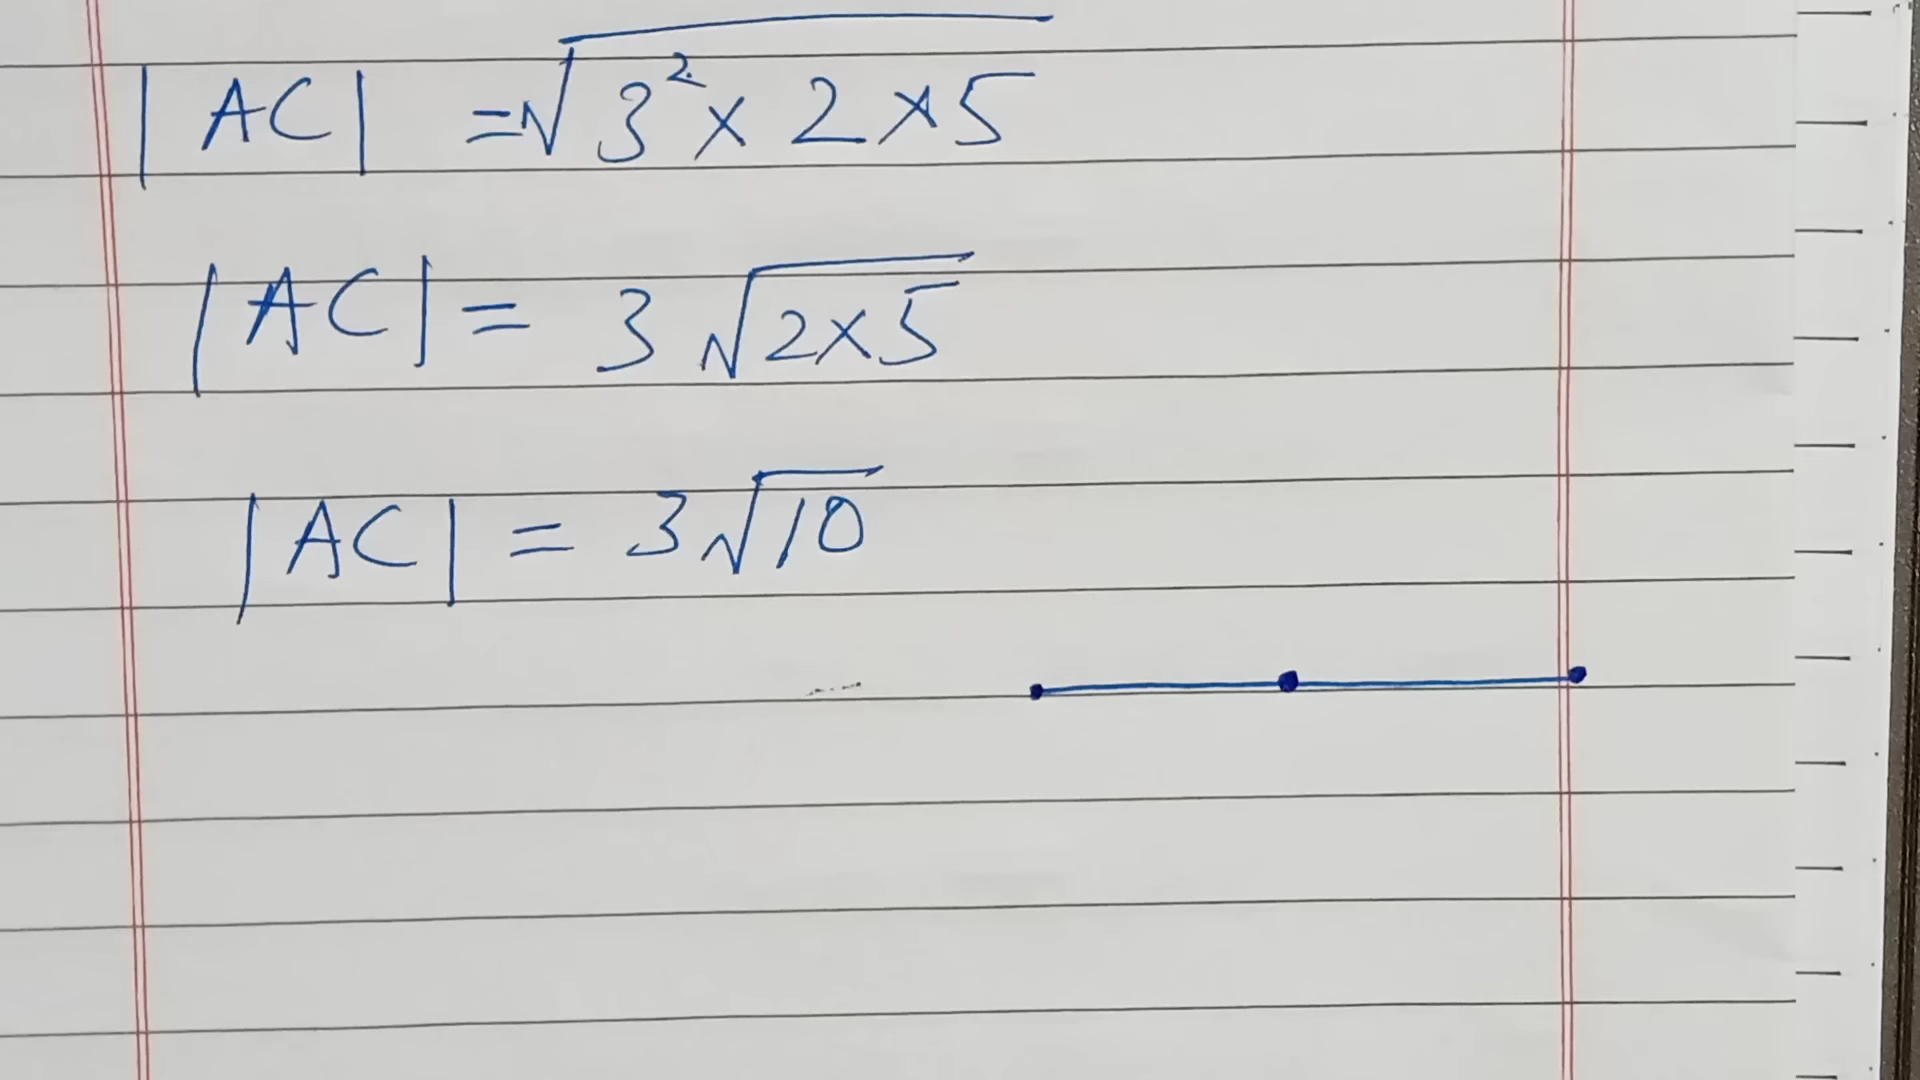 |AC| = √(3² × 2 × 5)
|AC| = 3 √(2×5)
|AC| = 3√10